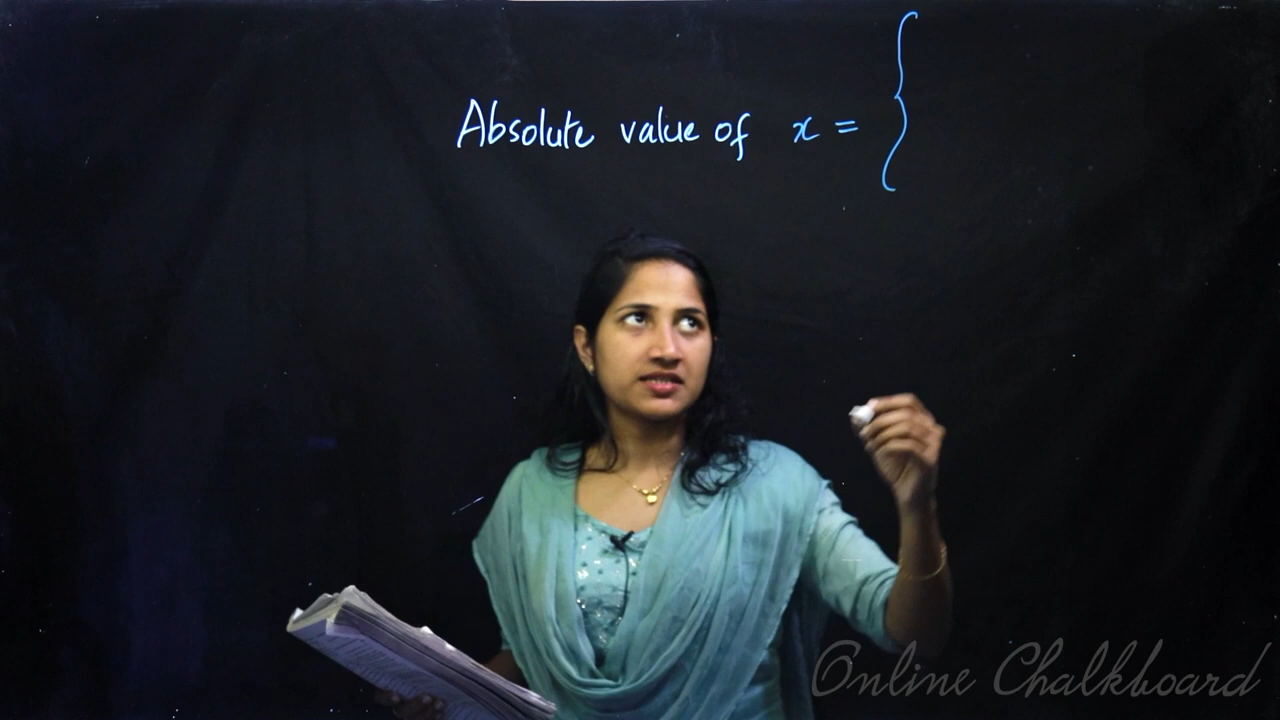 Absolute value of x = {
Online Chalkboard